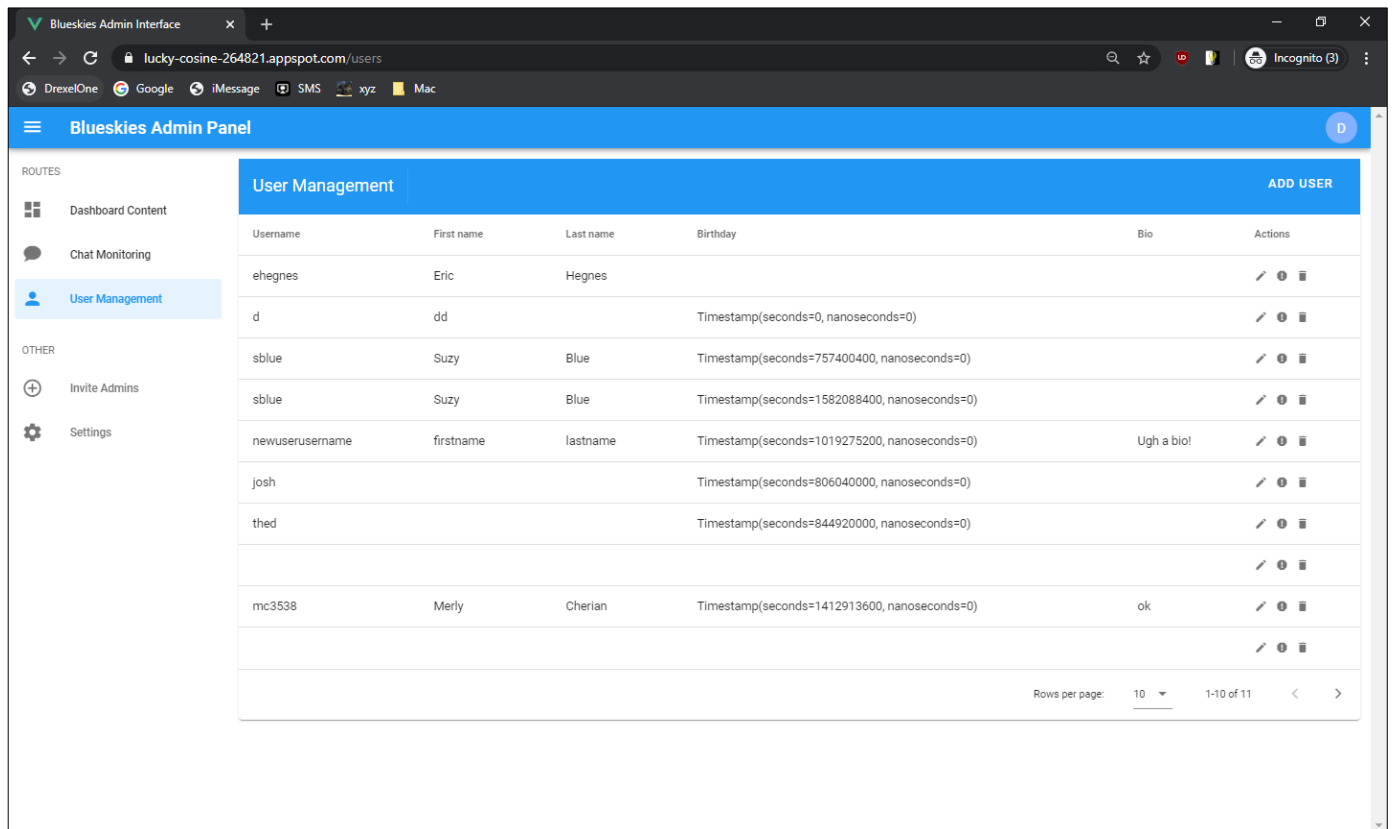 Blueskies Admin Interface
lucky-cosine-264821.appspot.com/users
Incognito (3)
DrexelOne Google iMessage SMS xyz Mac
Blueskies Admin Panel
D
ROUTES
Dashboard Content
Chat Monitoring
User Management
OTHER
Invite Admins
Settings
User Management ADD USER
Username First name Last name Birthday Bio Actions
ehegnes Eric Hegnes
d dd Timestamp(seconds=0, nanoseconds=0)
sblue Suzy Blue Timestamp(seconds=757400400, nanoseconds=0)
sblue Suzy Blue Timestamp(seconds=1582088400, nanoseconds=0)
newuserusername firstname lastname Timestamp(seconds=1019275200, nanoseconds=0) Ugh a bio!
josh Timestamp(seconds=806040000, nanoseconds=0)
thed Timestamp(seconds=844920000, nanoseconds=0)
mc3538 Merly Cherian Timestamp(seconds=1412913600, nanoseconds=0) ok
Rows per page: 10 1-10 of 11